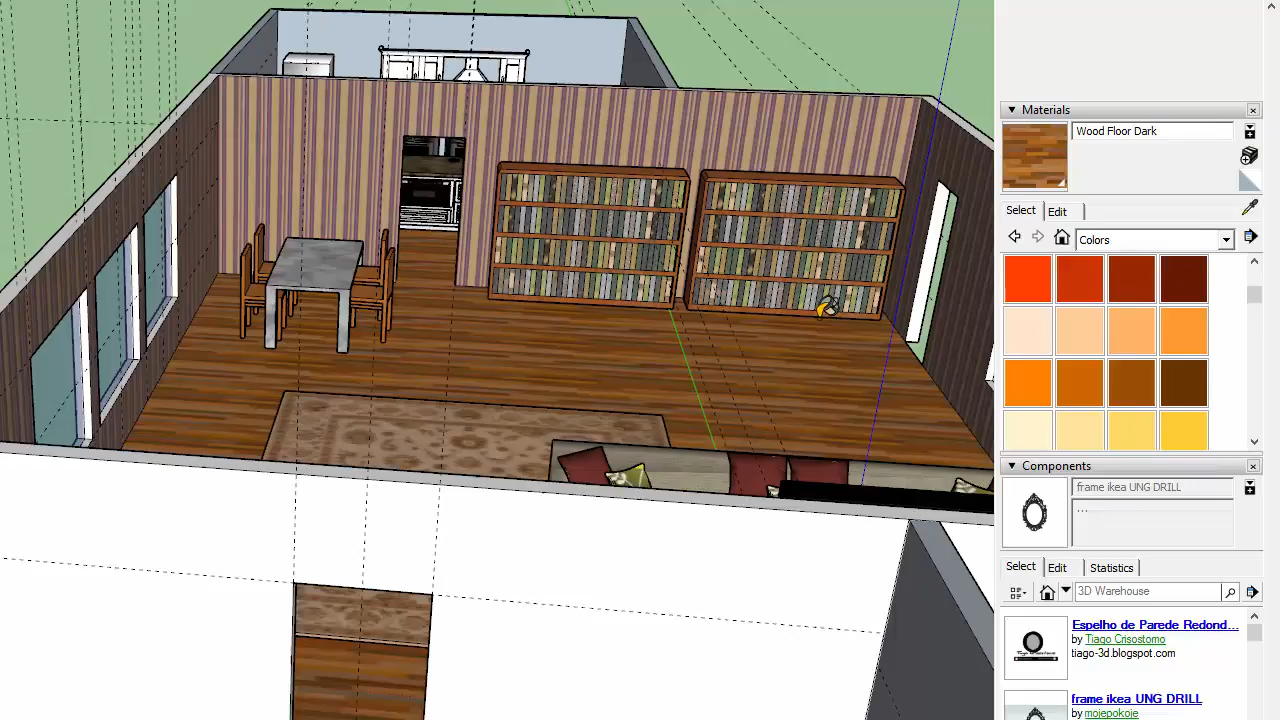 Materials
Wood Floor Dark
Select
Edit
Colors
Components
frame ikea UNG DRILL
...
Select
Edit
Statistics
3D Warehouse
Espelho de Parede Redond...
by Tiago Crisostomo
tiago-3d.blogspot.com
frame ikea UNG DRILL
by mojepokoje